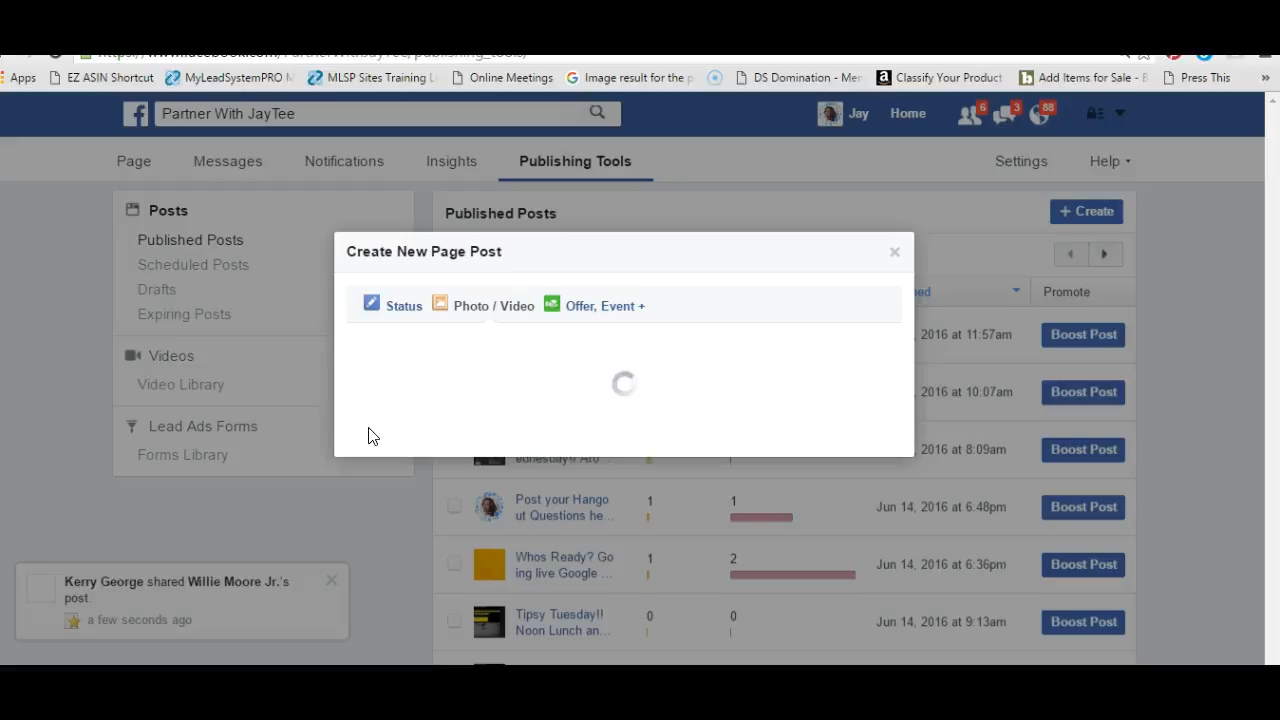 Apps EZ ASIN Shortcut MyLeadSystemPRO MLSP Sites Training Online Meetings Image result for the p DS Domination - Mem Classify Your Product Add Items for Sale - Press This »
Partner With JayTee Jay Home 6 3 88
Page Messages Notifications Insights Publishing Tools Settings Help
Posts
Published Posts
Scheduled Posts
Drafts
Expiring Posts
Videos
Video Library
Lead Ads Forms
Forms Library
Published Posts + Create
Create New Page Post ×
Status Photo / Video Offer, Event +
ed Promote
, 2016 at 11:57am Boost Post
, 2016 at 10:07am Boost Post
, 2016 at 8:09am Boost Post
Post your Hango 1 1
ut Questions he... Jun 14, 2016 at 6:48pm Boost Post
Whos Ready? Go 1 2
ing live Google ... Jun 14, 2016 at 6:36pm Boost Post
Tipsy Tuesday!! 0 0
Noon Lunch an... Jun 14, 2016 at 9:13am Boost Post
Kerry George shared Willie Moore Jr.'s
post.
a few seconds ago